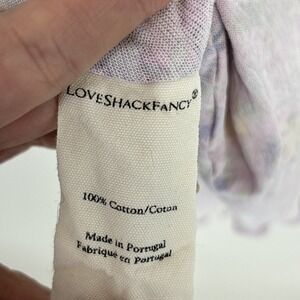 LOVESHACKFANCY®
100% Cotton/Coton
Made in Portugal
Fabriqué en Portugal